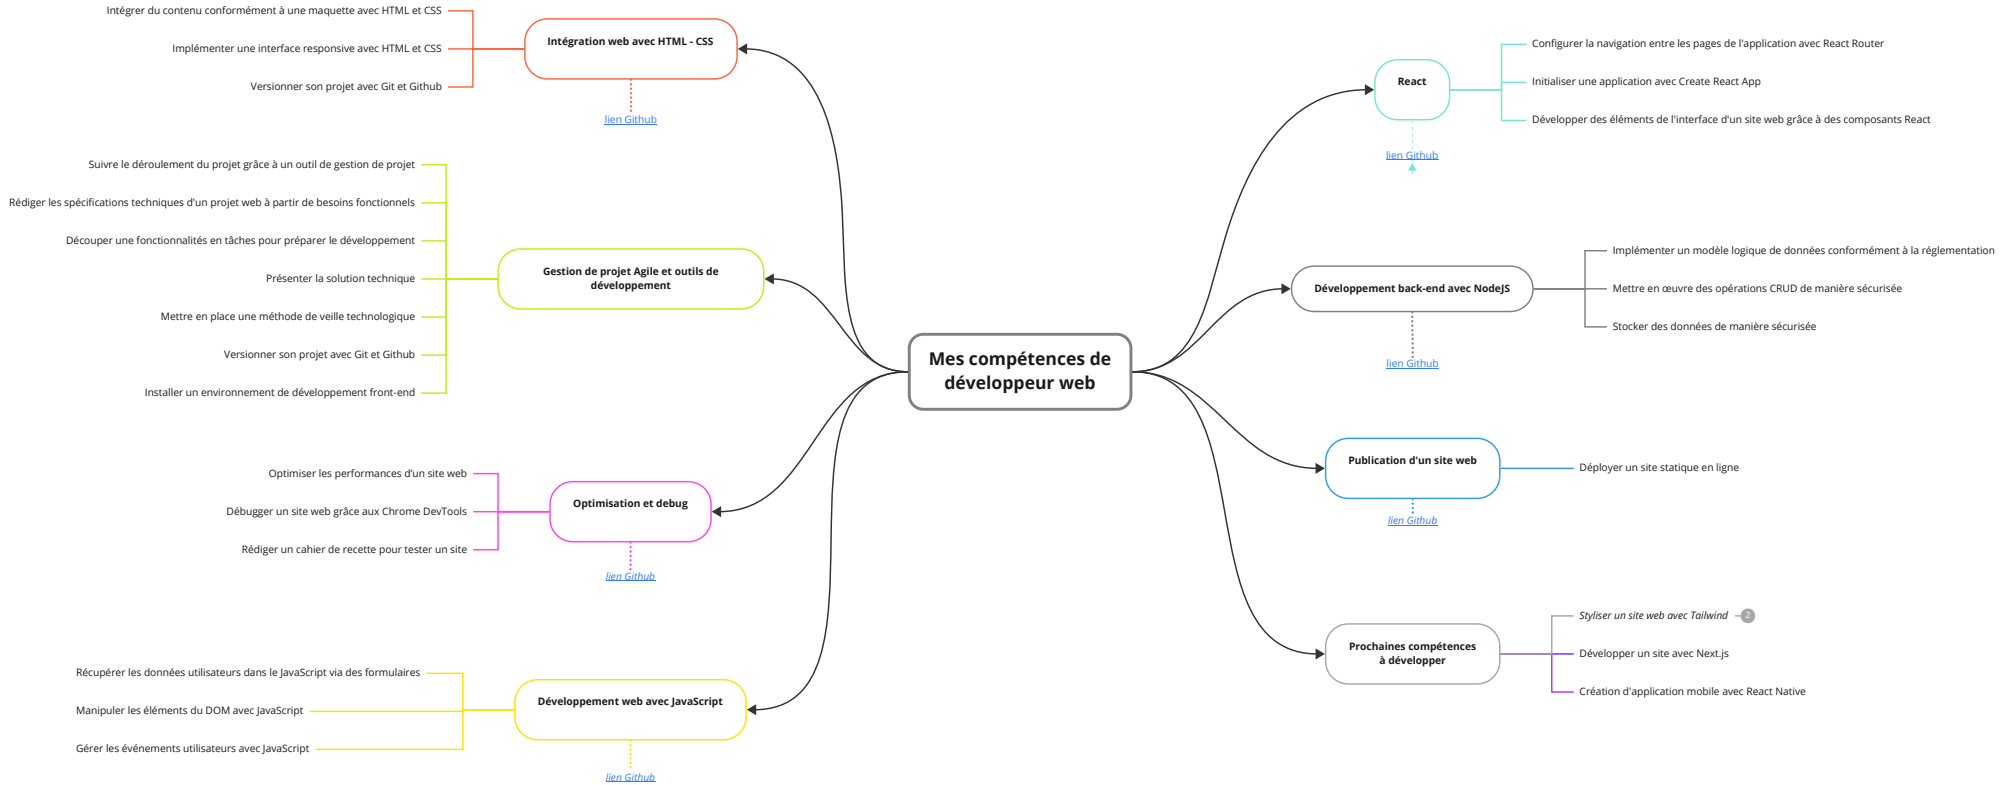 Mes compétences de
développeur web
Intégration web avec HTML - CSS
Intégrer du contenu conformément à une maquette avec HTML et CSS
Implémenter une interface responsive avec HTML et CSS
Versionner son projet avec Git et Github
lien Github
Gestion de projet Agile et outils de
développement
Suivre le déroulement du projet grâce à un outil de gestion de projet
Rédiger les spécifications techniques d'un projet web à partir de besoins fonctionnels
Découper une fonctionnalités en tâches pour préparer le développement
Présenter la solution technique
Mettre en place une méthode de veille technologique
Versionner son projet avec Git et Github
Installer un environnement de développement front-end
Optimisation et debug
Optimiser les performances d'un site web
Débugger un site web grâce aux Chrome DevTools
Rédiger un cahier de recette pour tester un site
lien Github
Développement web avec JavaScript
Récupérer les données utilisateurs dans le JavaScript via des formulaires
Manipuler les éléments du DOM avec JavaScript
Gérer les événements utilisateurs avec JavaScript
lien Github
React
Configurer la navigation entre les pages de l'application avec React Router
Initialiser une application avec Create React App
Développer des éléments de l'interface d'un site web grâce à des composants React
lien Github
Développement back-end avec NodeJS
Implémenter un modèle logique de données conformément à la réglementation
Mettre en œuvre des opérations CRUD de manière sécurisée
Stocker des données de manière sécurisée
lien Github
Publication d'un site web
Déployer un site statique en ligne
lien Github
Prochaines compétences
à développer
Styliser un site web avec Tailwind
2
Développer un site avec Next.js
Création d'application mobile avec React Native